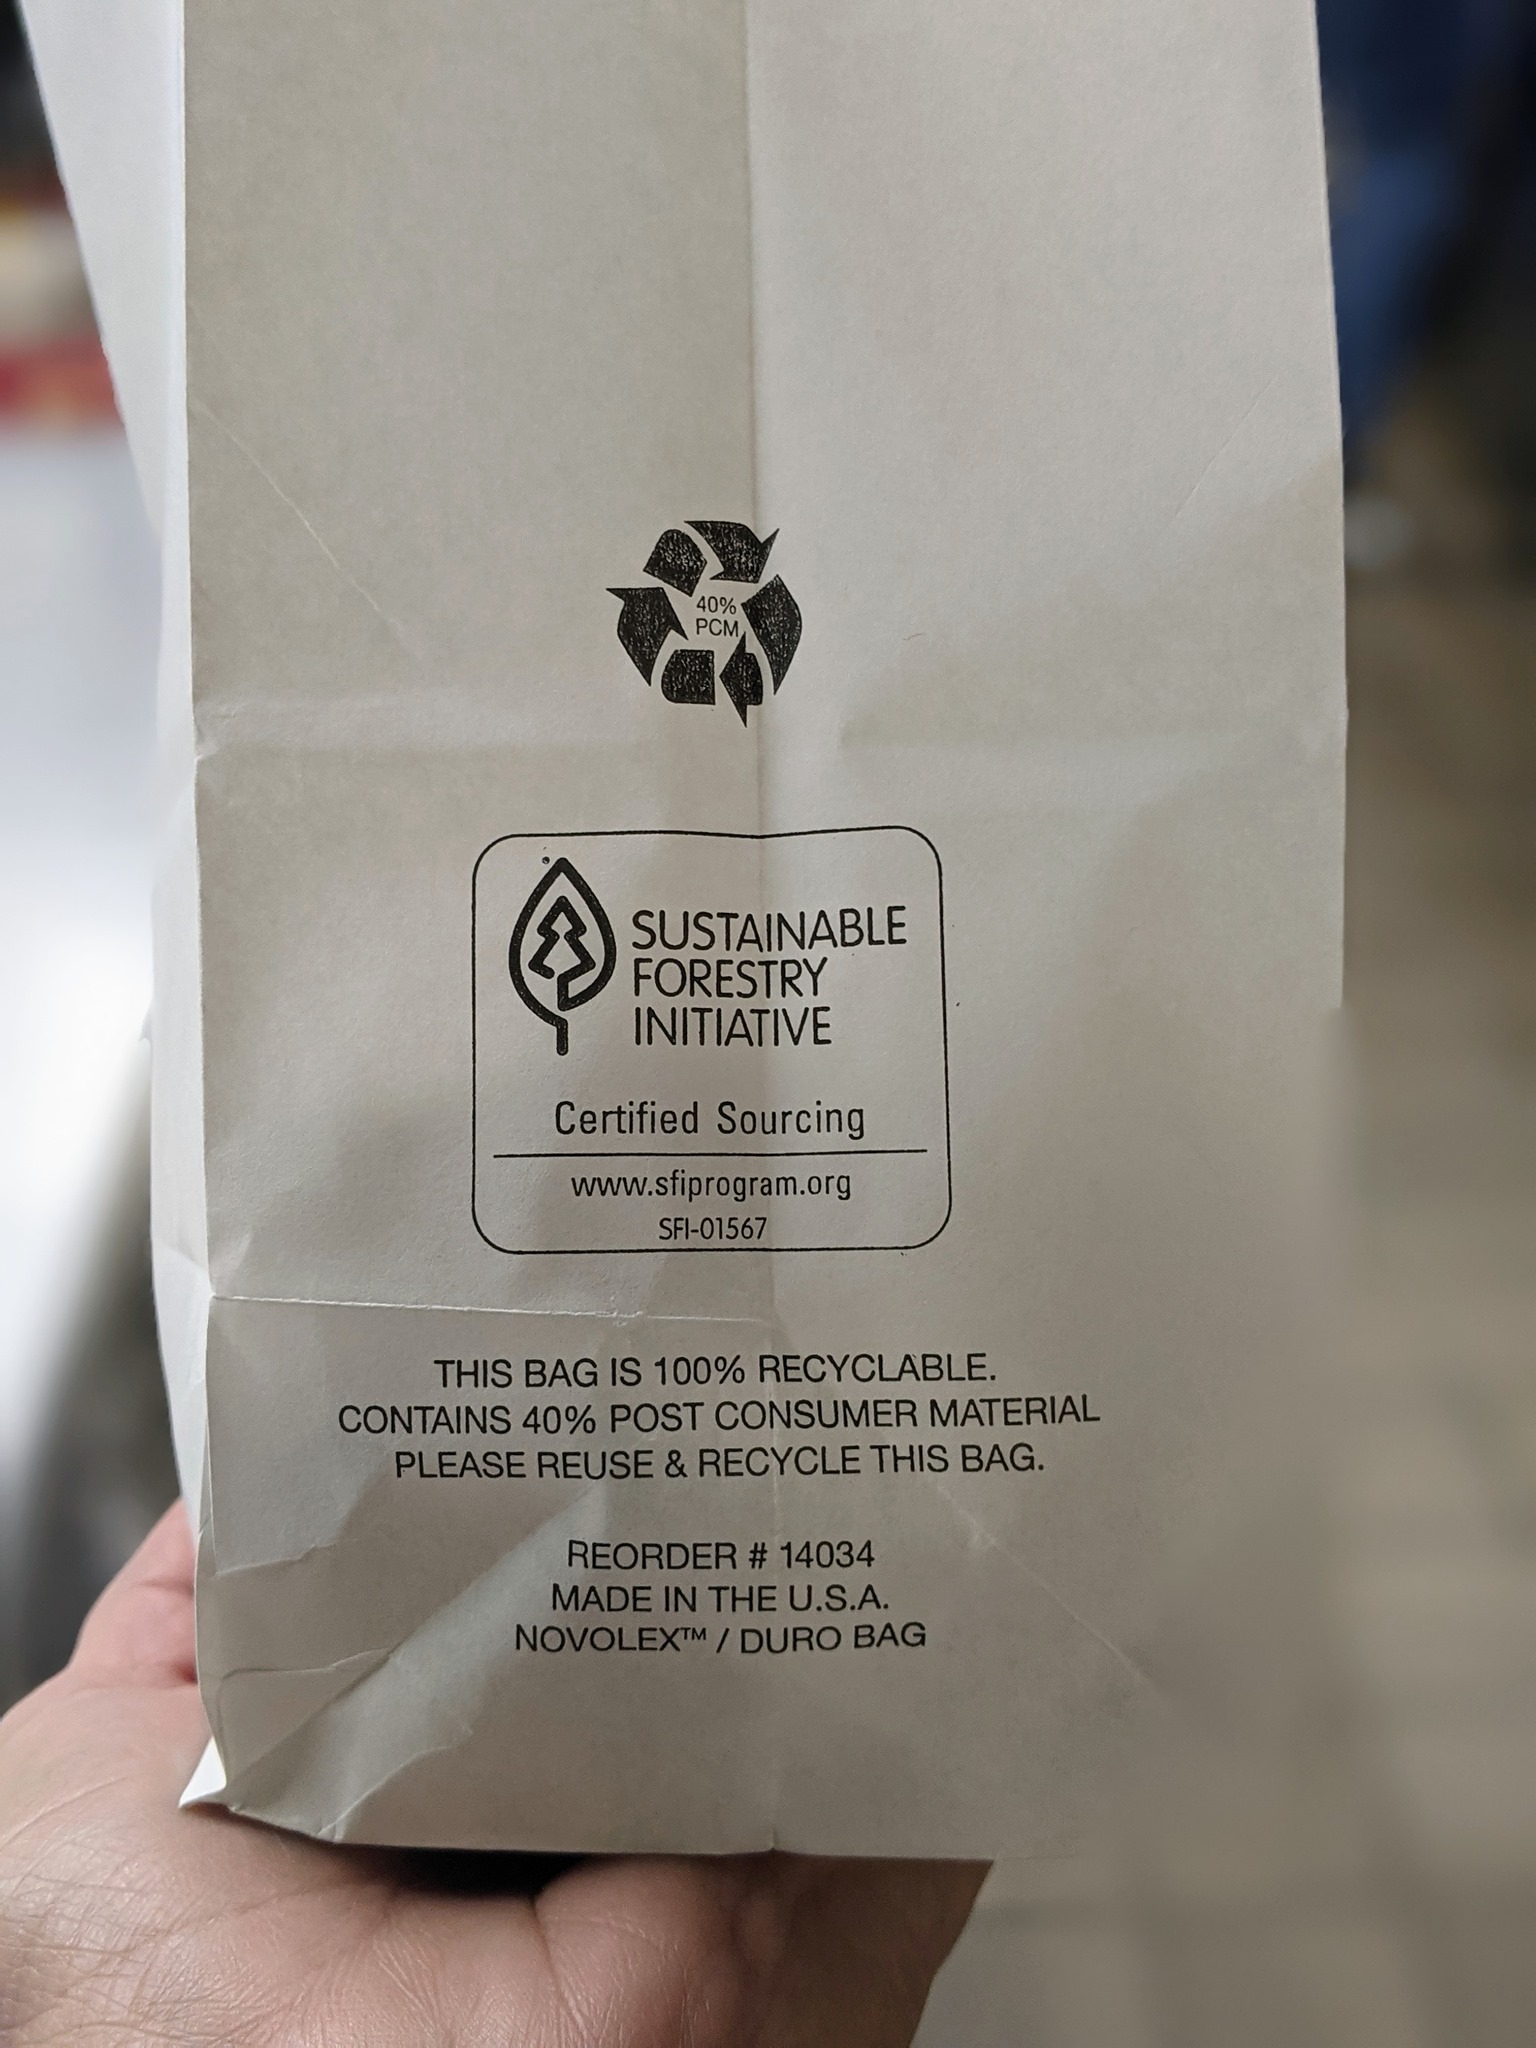 40%
PCM
SUSTAINABLE
FORESTRY
INITIATIVE
Certified Sourcing
www.sfiprogram.org
SFI-01567
THIS BAG IS 100% RECYCLABLE.
CONTAINS 40% POST CONSUMER MATERIAL
PLEASE REUSE & RECYCLE THIS BAG.
REORDER # 14034
MADE IN THE U.S.A.
NOVOLEX™ / DURO BAG